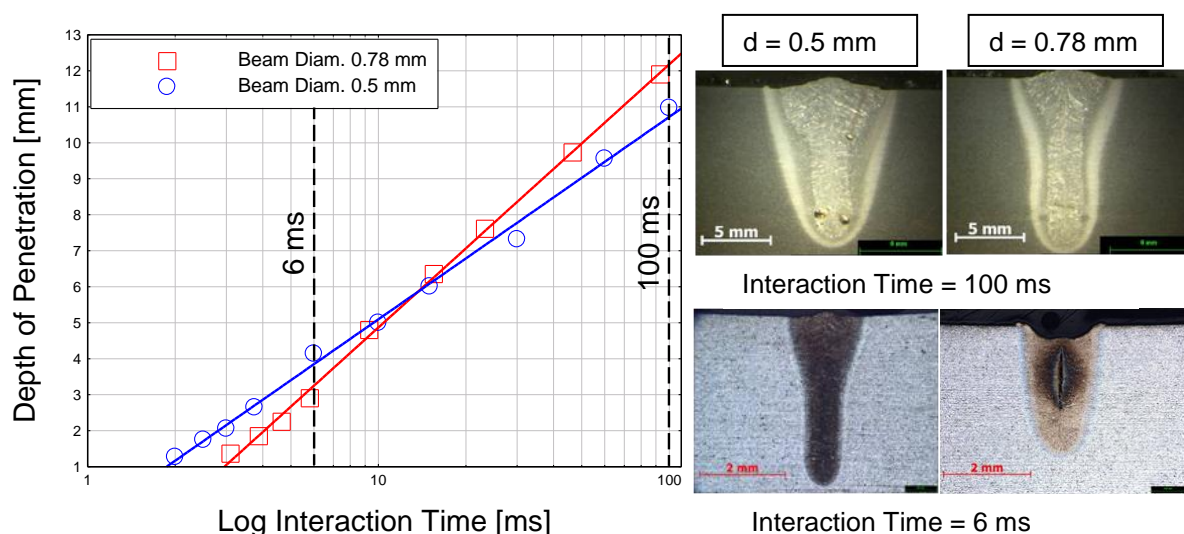 13
12
11
10
9
8
7
6
5
4
3
2
1
Depth of Penetration [mm]
Beam Diam. 0.78 mm
Beam Diam. 0.5 mm
6 ms
100 ms
1
10
100
Log Interaction Time [ms]
d = 0.5 mm
d = 0.78 mm
5 mm
5 mm
Interaction Time = 100 ms
2 mm
2 mm
Interaction Time = 6 ms